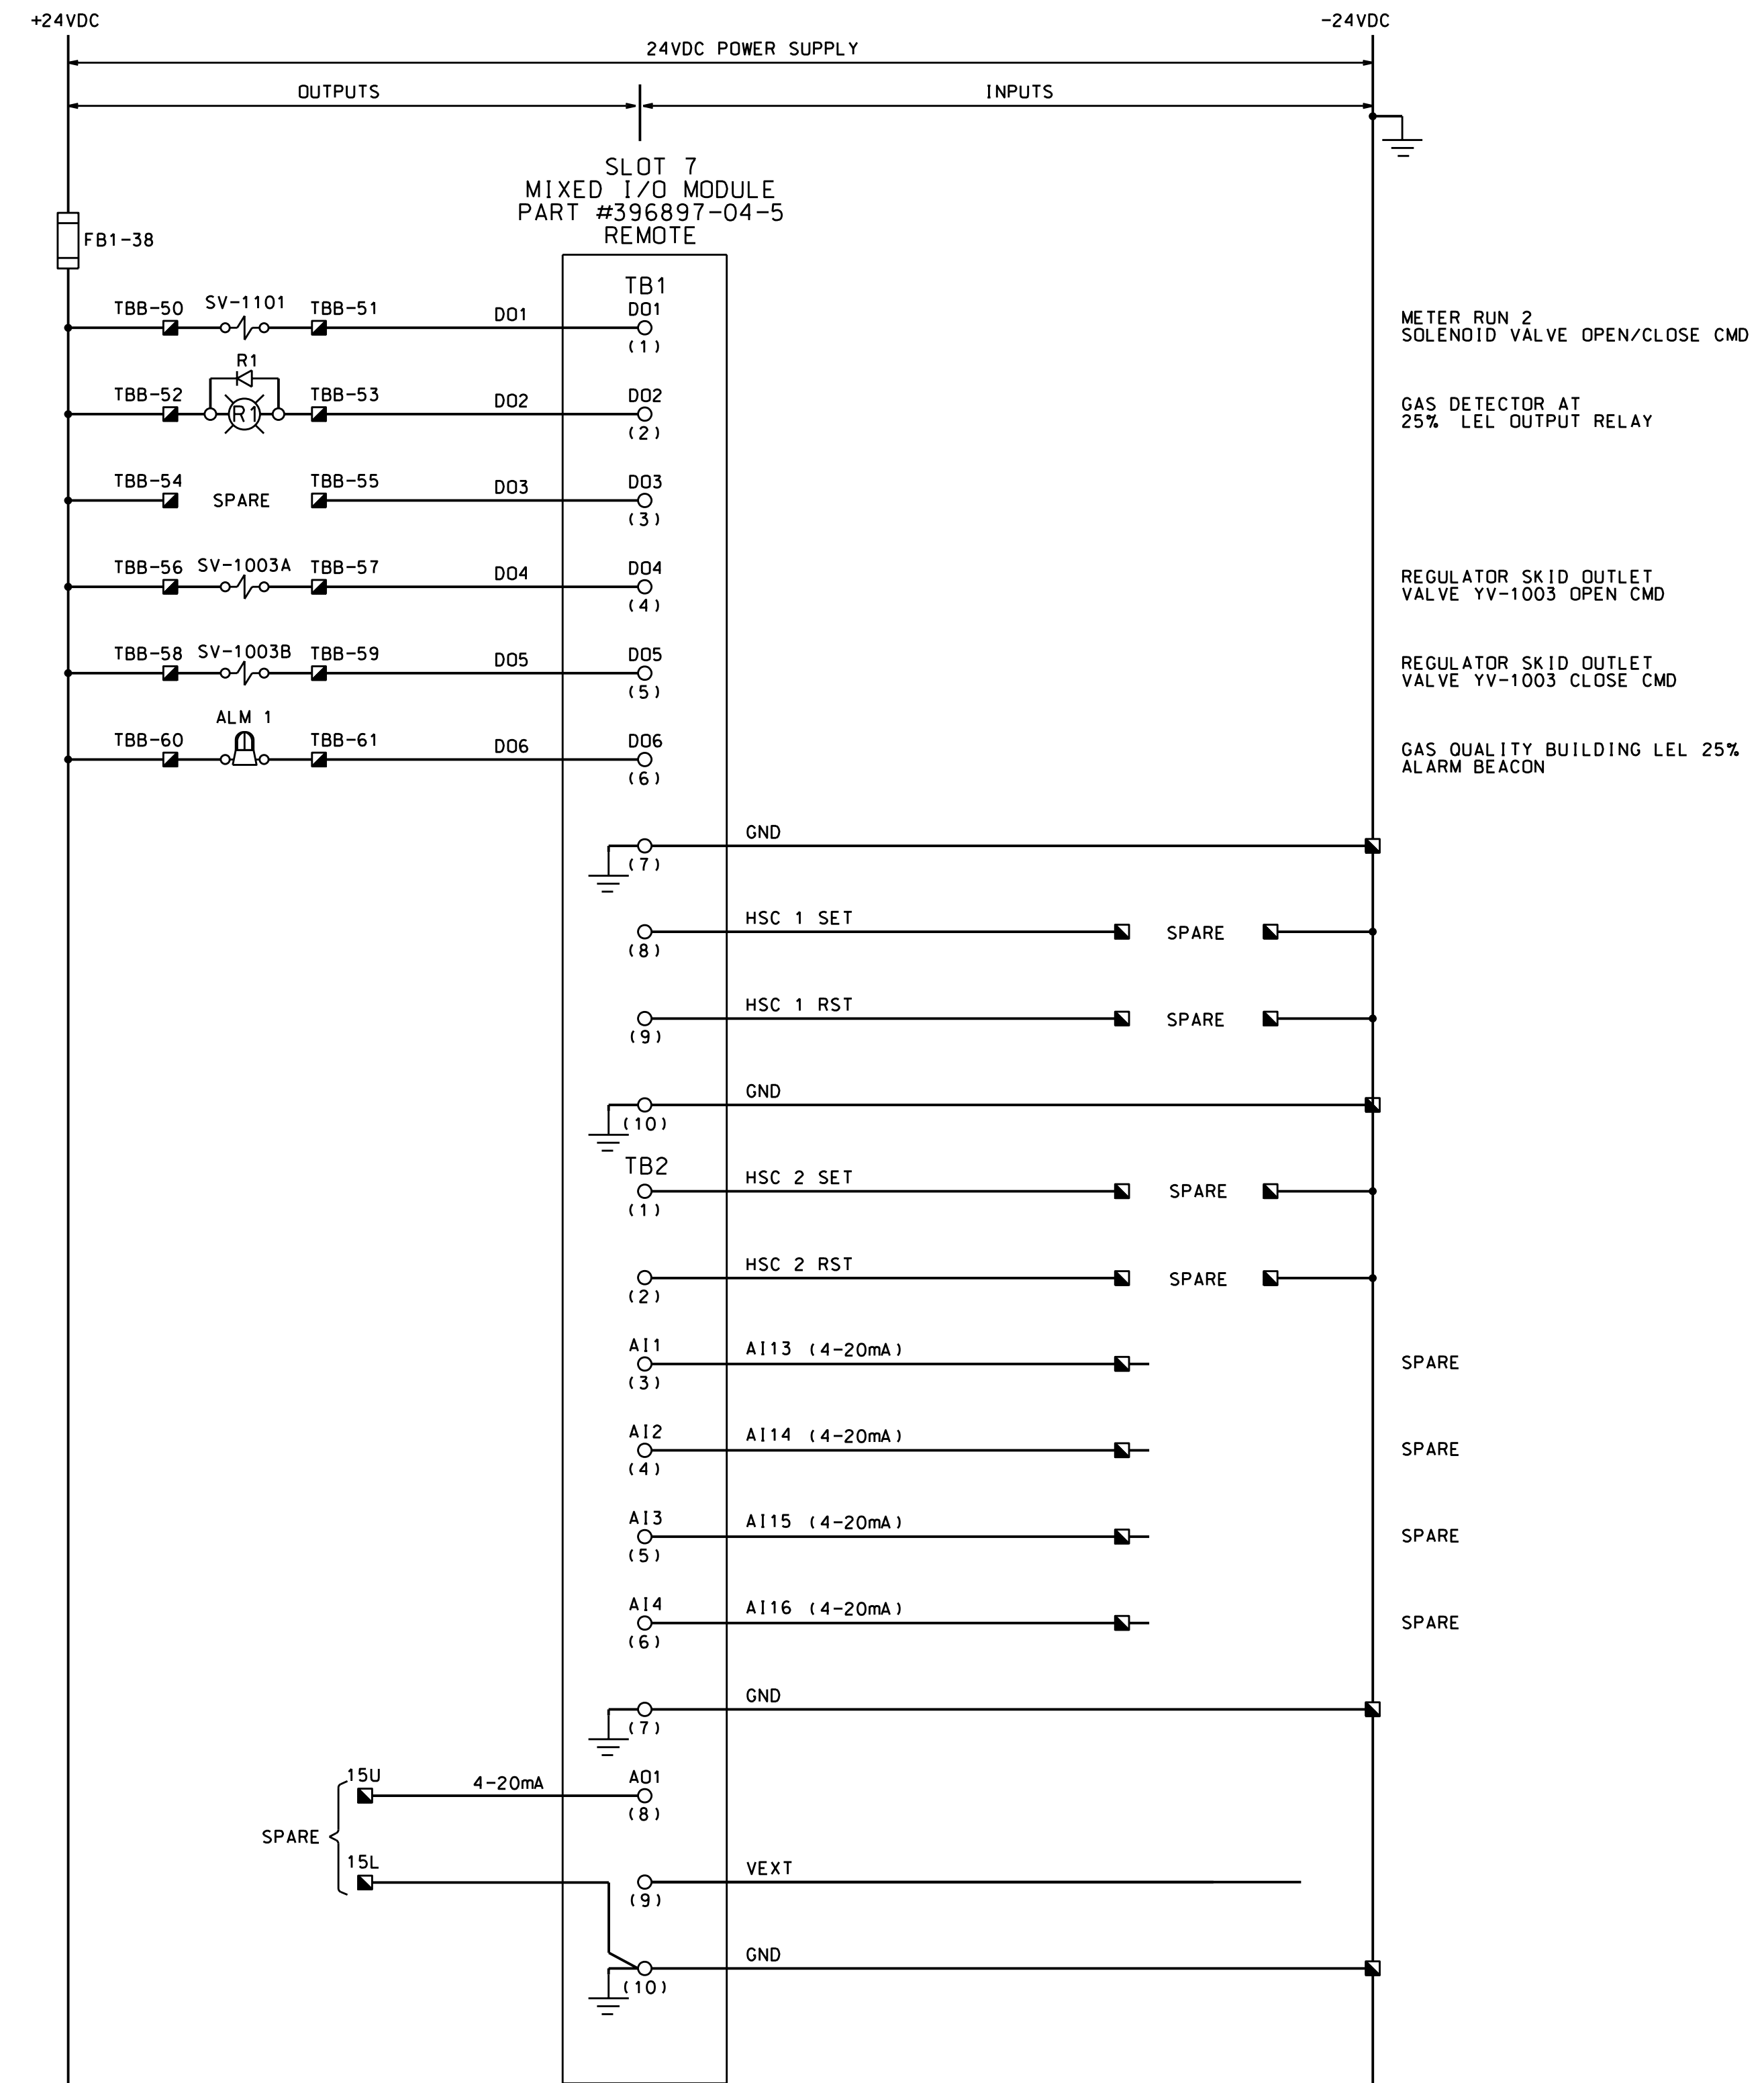 +24VDC
-24VDC
24VDC POWER SUPPLY
OUTPUTS
INPUTS
SLOT 7
MIXED I/O MODULE
PART #396897-04-5
REMOTE
FB1-38
TB1
TBB-50
SV-1101
TBB-51
DO1
DO1
(1)
METER RUN 2
SOLENOID VALVE OPEN/CLOSE CMD
R1
TBB-52
R1
TBB-53
DO2
DO2
(2)
GAS DETECTOR AT
25% LEL OUTPUT RELAY
TBB-54
SPARE
TBB-55
DO3
DO3
(3)
TBB-56
SV-1003A
TBB-57
DO4
DO4
(4)
REGULATOR SKID OUTLET
VALVE YV-1003 OPEN CMD
TBB-58
SV-1003B
TBB-59
DO5
DO5
(5)
REGULATOR SKID OUTLET
VALVE YV-1003 CLOSE CMD
ALM 1
TBB-60
TBB-61
DO6
DO6
(6)
GAS QUALITY BUILDING LEL 25%
ALARM BEACON
GND
(7)
HSC 1 SET
SPARE
(8)
HSC 1 RST
SPARE
(9)
GND
(10)
TB2
HSC 2 SET
SPARE
(1)
HSC 2 RST
SPARE
(2)
AI1
AI13 (4-20mA)
SPARE
(3)
AI2
AI14 (4-20mA)
SPARE
(4)
AI3
AI15 (4-20mA)
SPARE
(5)
AI4
AI16 (4-20mA)
SPARE
(6)
GND
(7)
15U
4-20mA
AO1
(8)
SPARE
15L
VEXT
(9)
GND
(10)